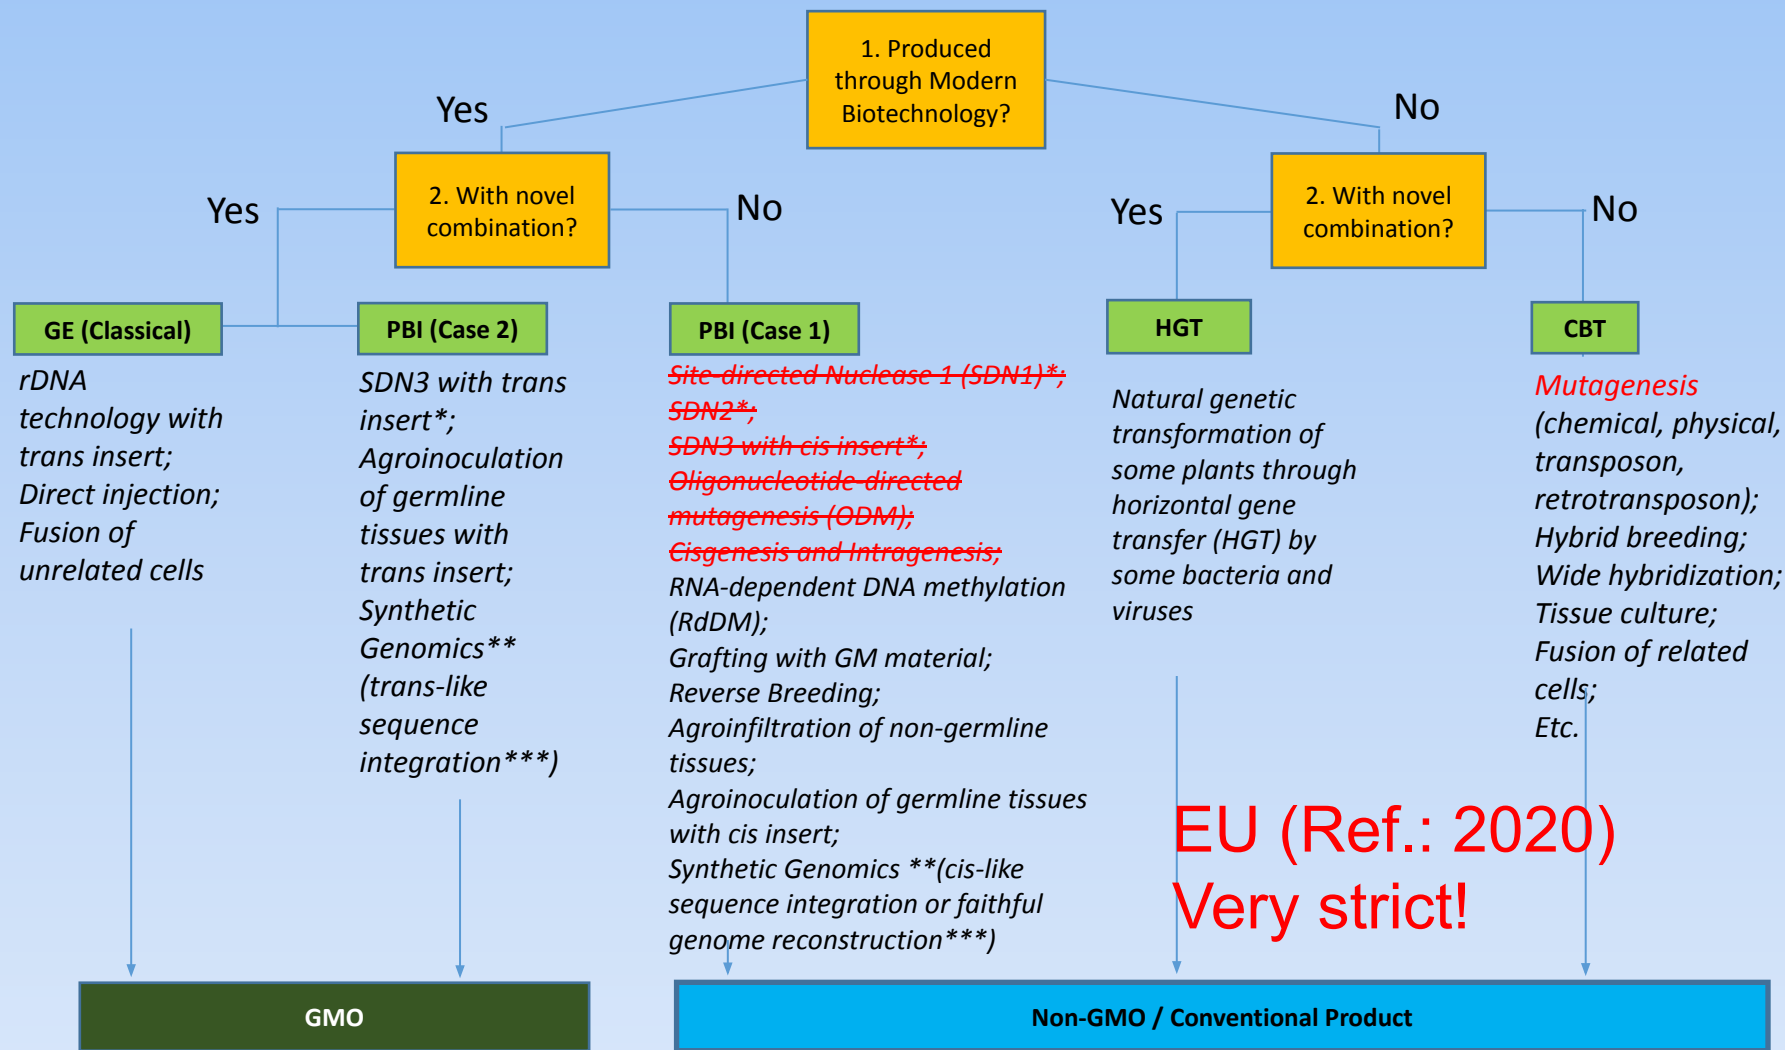 1. Produced
through Modern
Biotechnology?
Yes
No
2. With novel
combination?
2. With novel
combination?
Yes
No
Yes
No
GE (Classical)
rDNA
technology with
trans insert;
Direct injection;
Fusion of
unrelated cells
PBI (Case 2)
SDN3 with trans
insert*;
Agroinoculation
of germline
tissues with
trans insert;
Synthetic
Genomics**
(trans-like
sequence
integration***)
PBI (Case 1)
Site-directed Nuclease 1 (SDN1)*;
SDN2*;
SDN3 with cis insert*;
Oligonucleotide-directed
mutagenesis (ODM);
Cisgenesis and Intragenesis;
RNA-dependent DNA methylation
(RdDM);
Grafting with GM material;
Reverse Breeding;
Agroinfiltration of non-germline
tissues;
Agroinoculation of germline tissues
with cis insert;
Synthetic Genomics **(cis-like
sequence integration or faithful
genome reconstruction***)
HGT
Natural genetic
transformation of
some plants through
horizontal gene
transfer (HGT) by
some bacteria and
viruses
CBT
Mutagenesis
(chemical, physical,
transposon,
retrotransposon);
Hybrid breeding;
Wide hybridization;
Tissue culture;
Fusion of related
cells;
Etc.
EU (Ref.: 2020)
Very strict!
GMO
Non-GMO / Conventional Product